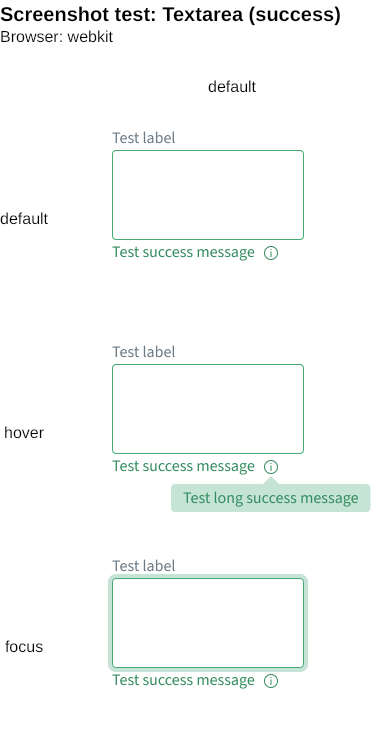 Screenshot test: Textarea (success)
Browser: webkit
default
Test label
default
Test success message
Test label
hover
Test success message
Test long success message
Test label
focus
Test success message